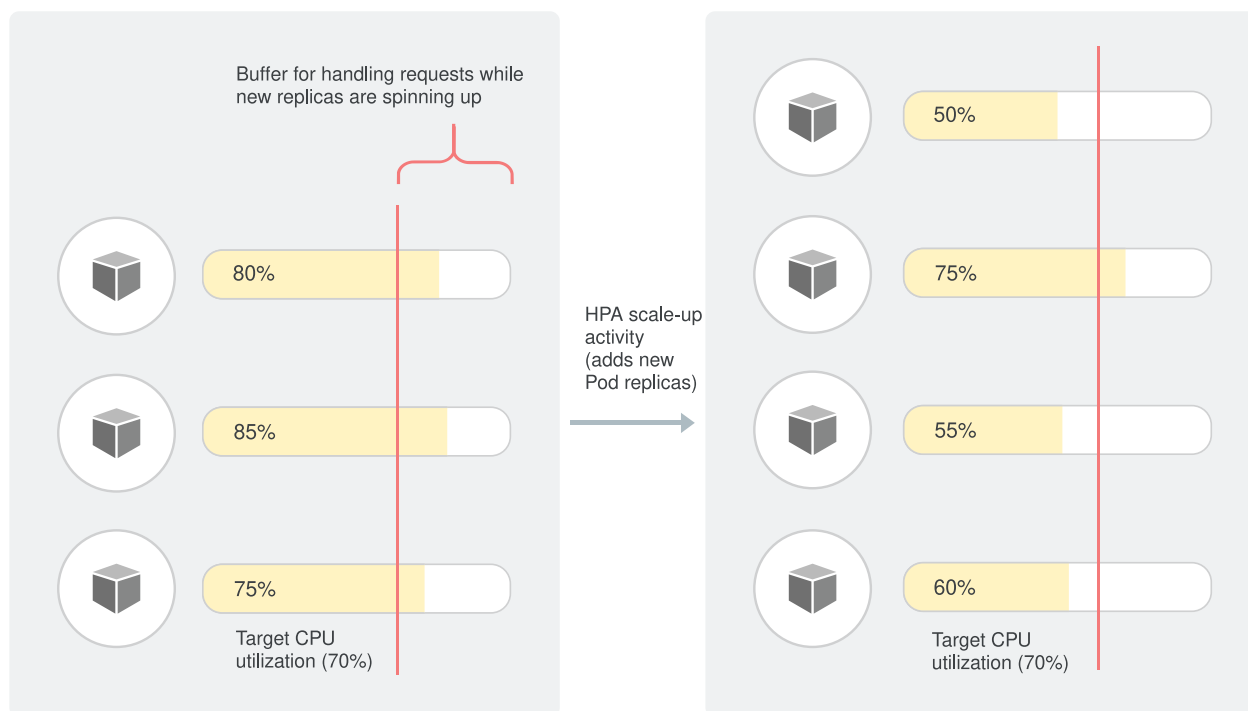 Buffer for handling requests while
new replicas are spinning up
80%
85%
75%
Target CPU
utilization (70%)
HPA scale-up
activity
(adds new
Pod replicas)
50%
75%
55%
60%
Target CPU
utilization (70%)